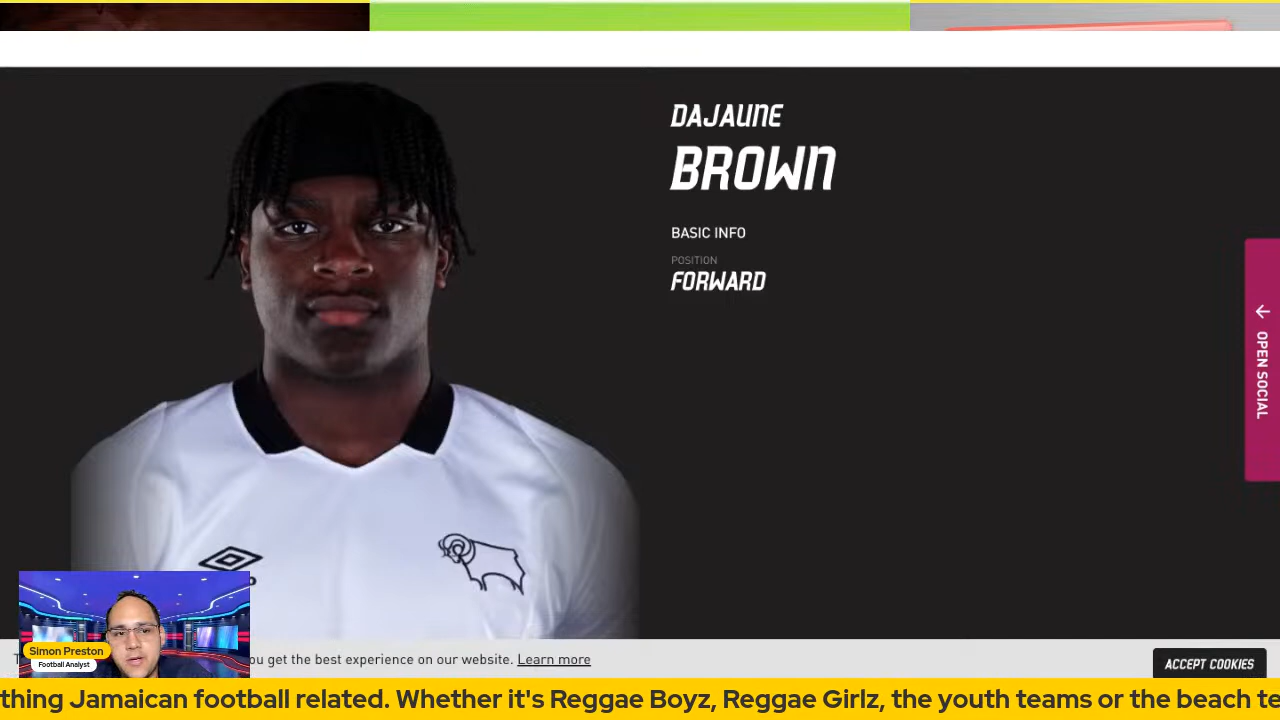 DAJAUNE
BROWN
BASIC INFO
POSITION
FORWARD
OPEN SOCIAL
Simon Preston
Football Analyst
you get the best experience on our website. Learn more
ACCEPT COOKIES
thing Jamaican football related. Whether it's Reggae Boyz, Reggae Girlz, the youth teams or the beach te